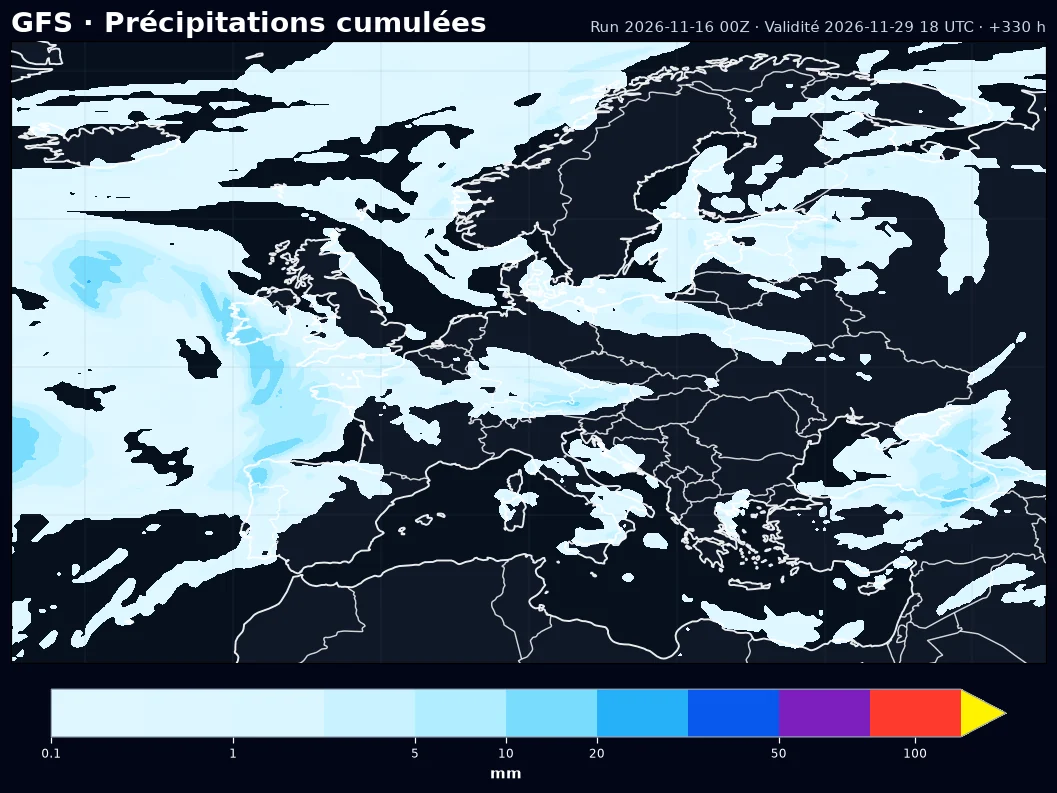 GFS · Précipitations cumulées
Run 2026-11-16 00Z · Validité 2026-11-29 18 UTC · +330 h
0.1 1 5 10 20 50 100
mm